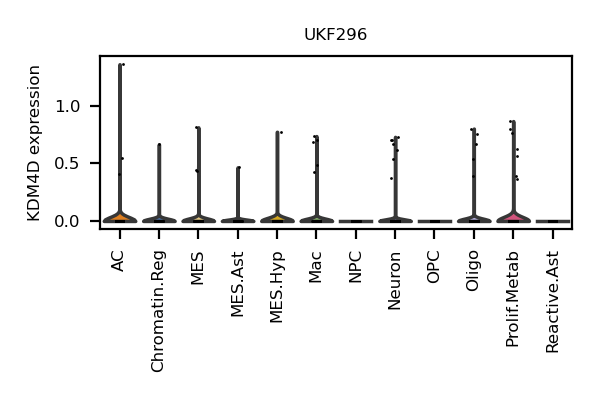 UKF296
KDM4D expression
1.0
0.5
0.0
AC
Chromatin.Reg
MES
MES.Ast
MES.Hyp
Mac
NPC
Neuron
OPC
Oligo
Prolif.Metab
Reactive.Ast